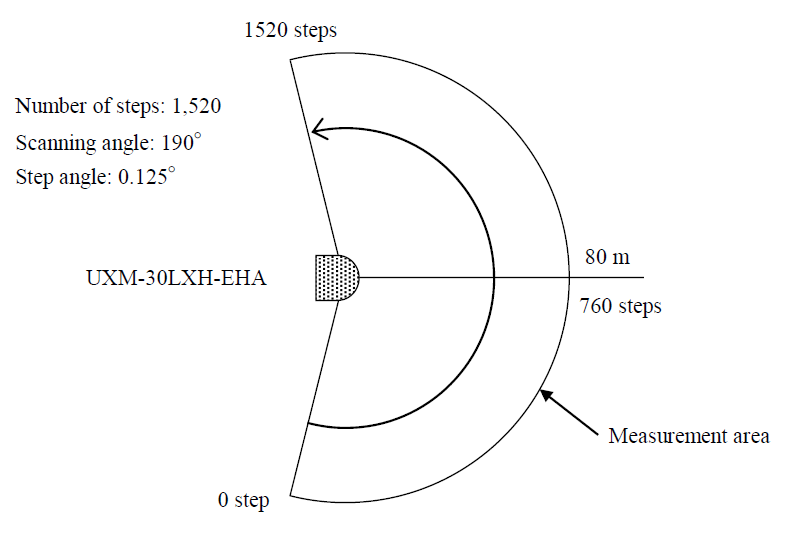 1520 steps
Number of steps: 1,520
Scanning angle: 190°
Step angle: 0.125°
80 m
UXM-30LXH-EHA
760 steps
Measurement area
0 step